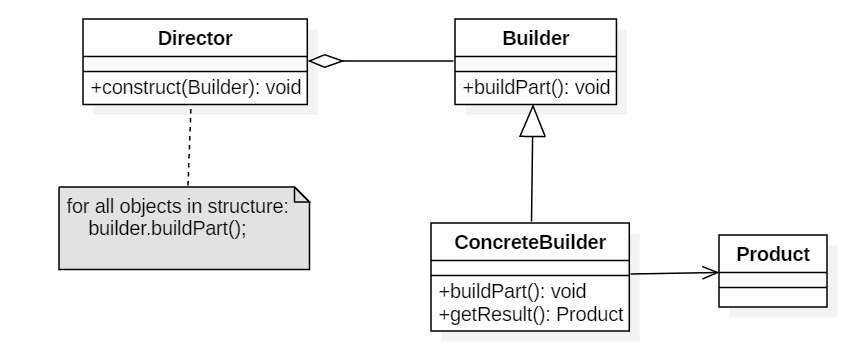 Director
+construct(Builder): void
Builder
+buildPart(): void
for all objects in structure:
builder.buildPart();
ConcreteBuilder
+buildPart(): void
+getResult(): Product
Product